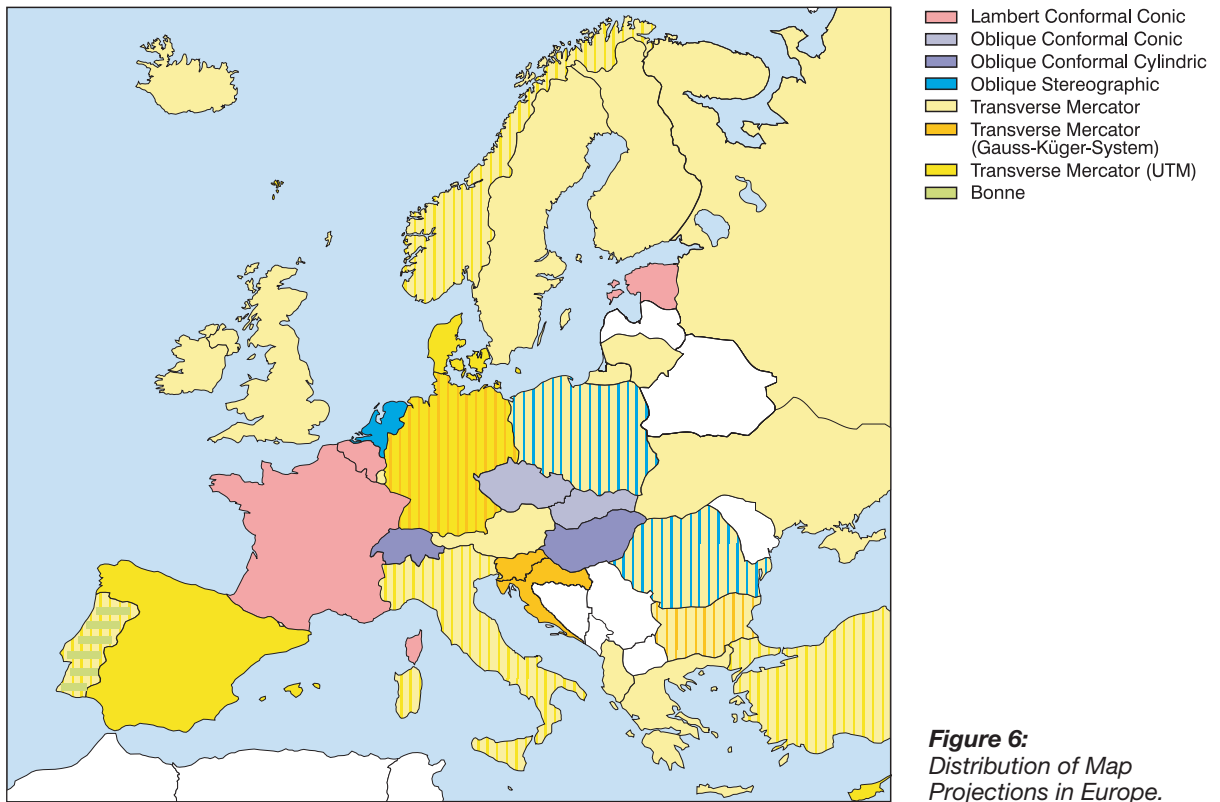 Lambert Conformal Conic
Oblique Conformal Conic
Oblique Conformal Cylindric
Oblique Stereographic
Transverse Mercator
Transverse Mercator
(Gauss-Küger-System)
Transverse Mercator (UTM)
Bonne
Figure 6:
Distribution of Map
Projections in Europe.